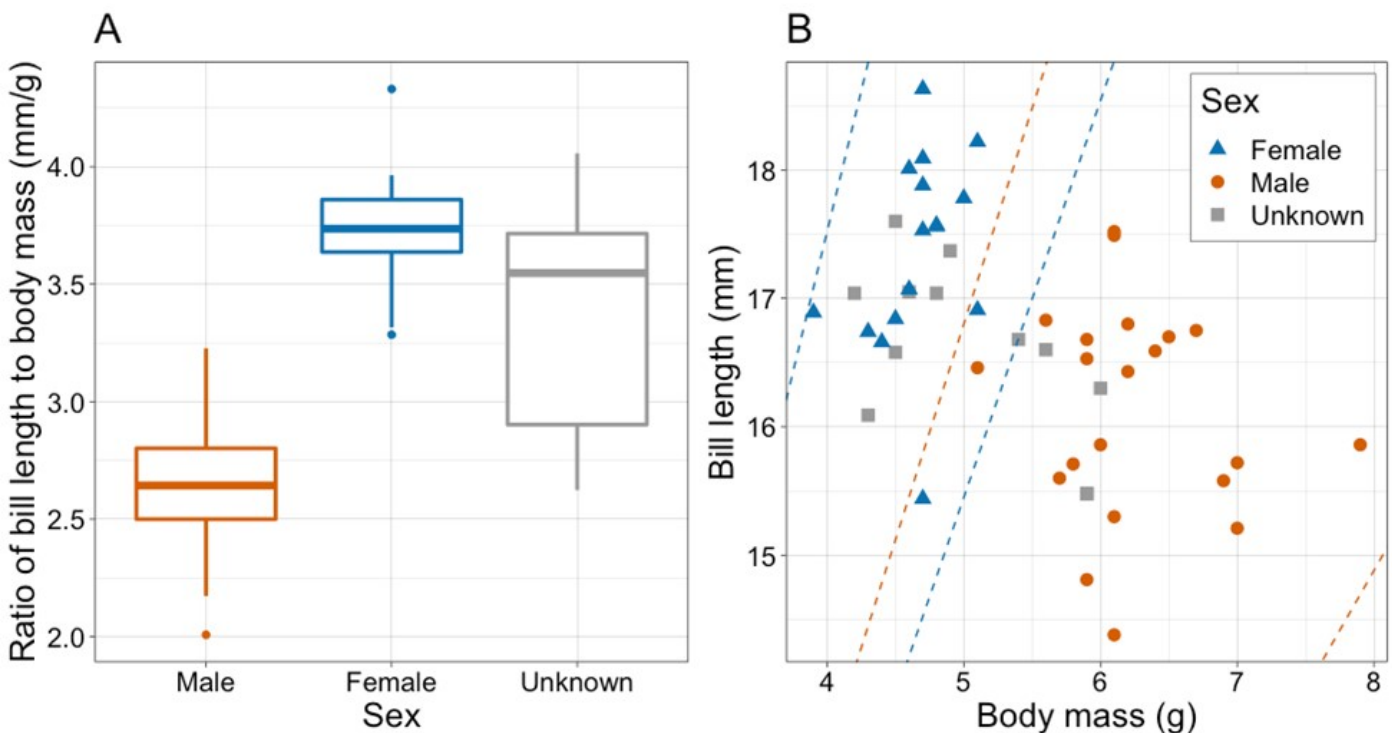 A
Ratio of bill length to body mass (mm/g)
4.0
3.5
3.0
2.5
2.0
Male Female Unknown
Sex
B
Bill length (mm)
18
17
16
15
Sex
Female
Male
Unknown
4 5 6 7 8
Body mass (g)